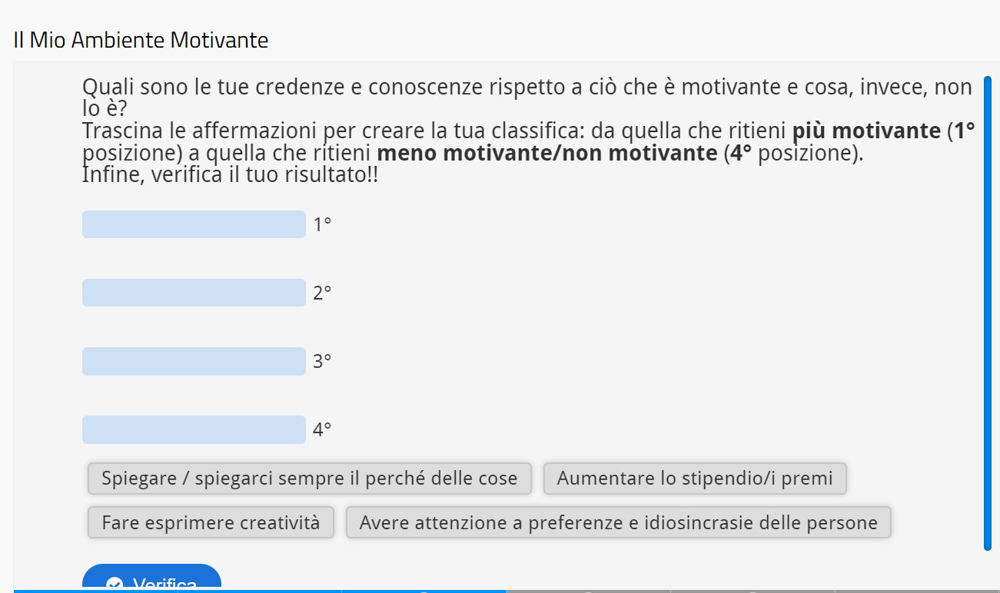 Il Mio Ambiente Motivante
Quali sono le tue credenze e conoscenze rispetto a ciò che è motivante e cosa, invece, non
lo è?
Trascina le affermazioni per creare la tua classifica: da quella che ritieni più motivante (1°
posizione) a quella che ritieni meno motivante/non motivante (4° posizione).
Infine, verifica il tuo risultato!!
1°
2°
3°
4°
Spiegare / spiegarci sempre il perché delle cose
Aumentare lo stipendio/i premi
Fare esprimere creatività
Avere attenzione a preferenze e idiosincrasie delle persone
Verifica